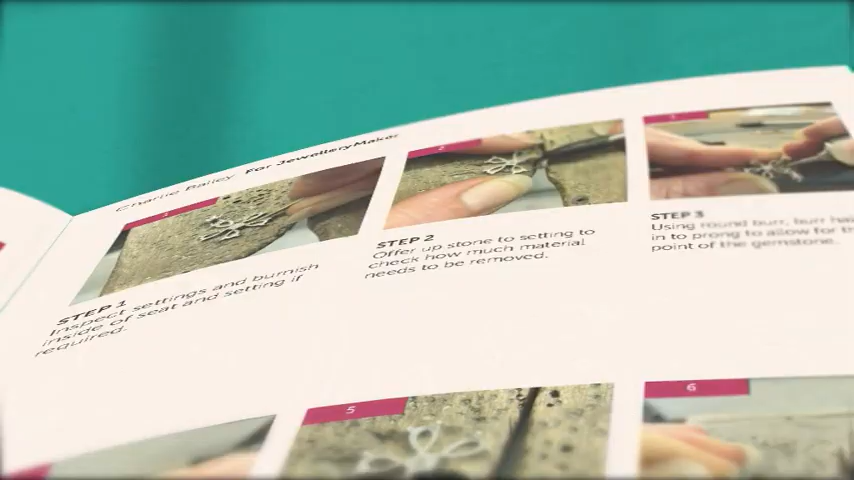 Charlie Bailey For JewelleryMaker
1
2
STEP 1
Inspect settings and burnish
inside of seat and setting if
required.
STEP 2
Offer up stone to setting to
check how much material
needs to be removed.
STEP 3
Using round burr, burr
in to prong to allow for
point of the gemstone.
5
6